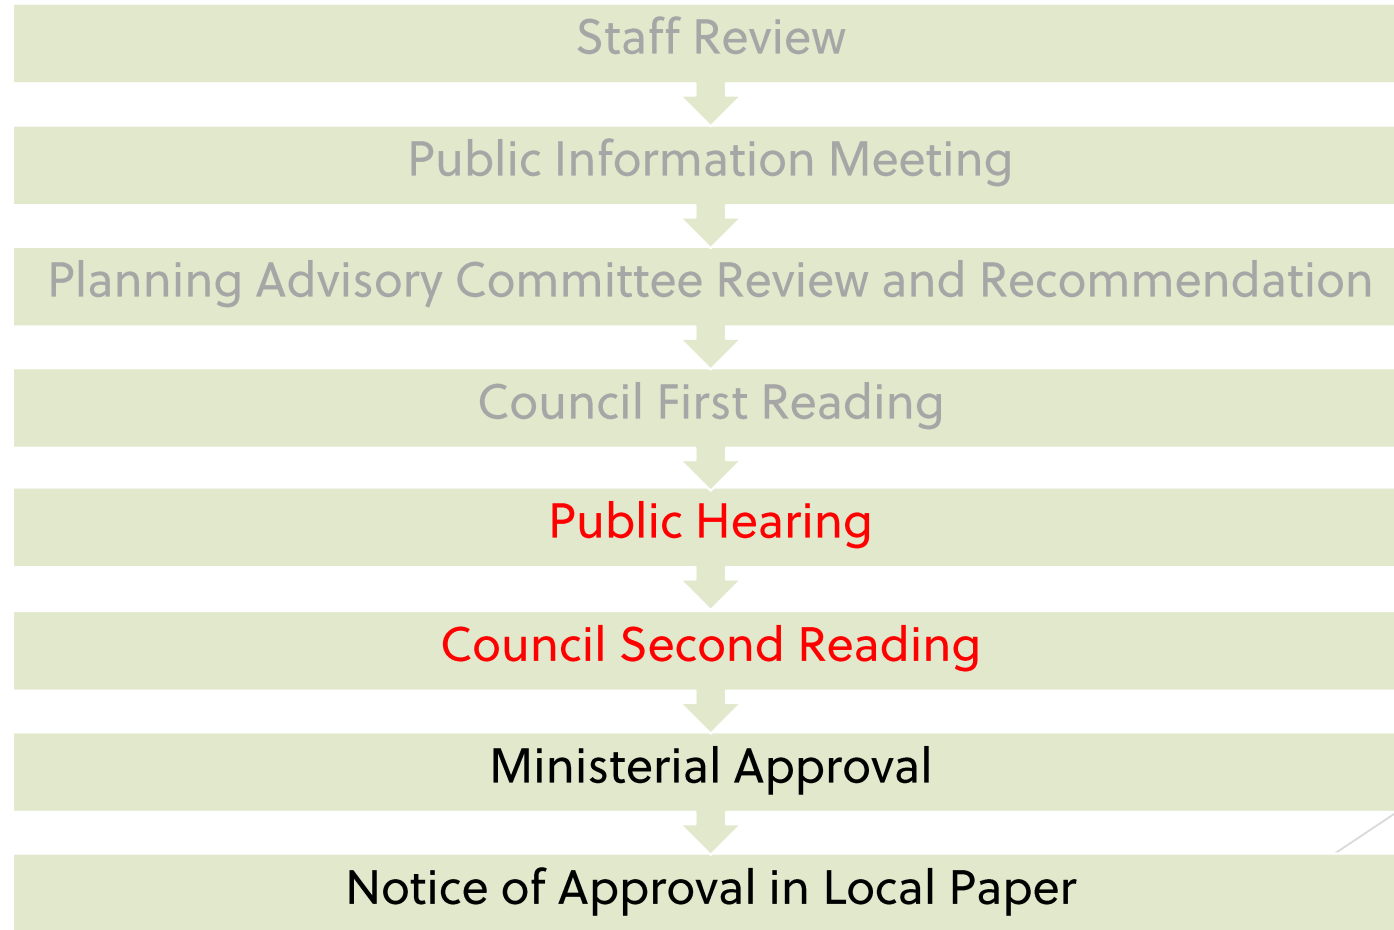 Staff Review
Public Information Meeting
Planning Advisory Committee Review and Recommendation
Council First Reading
Public Hearing
Council Second Reading
Ministerial Approval
Notice of Approval in Local Paper